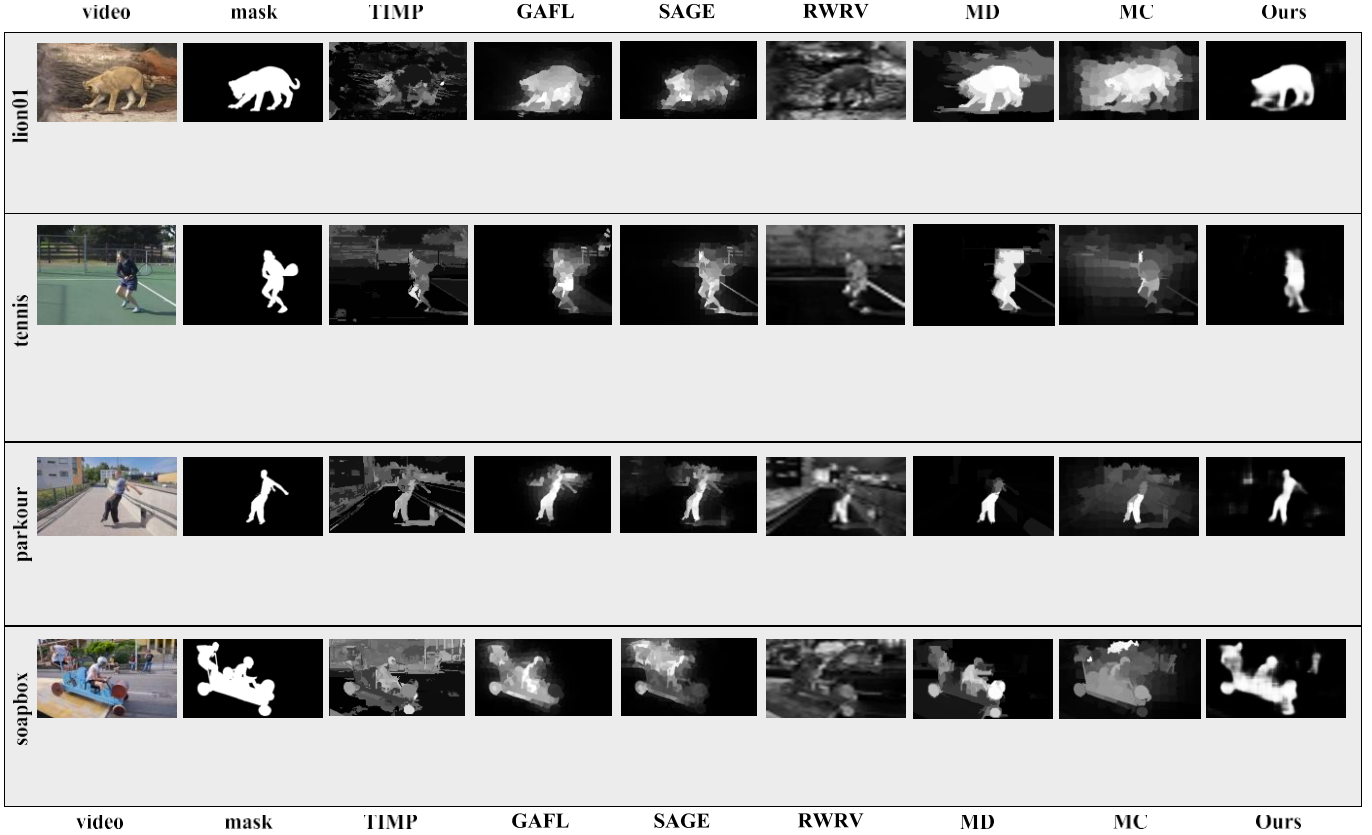 video mask TIMP GAFL SAGE RWRV MD MC Ours
lion01
tennis
parkour
soapbox
video mask TIMP GAFL SAGE RWRV MD MC Ours